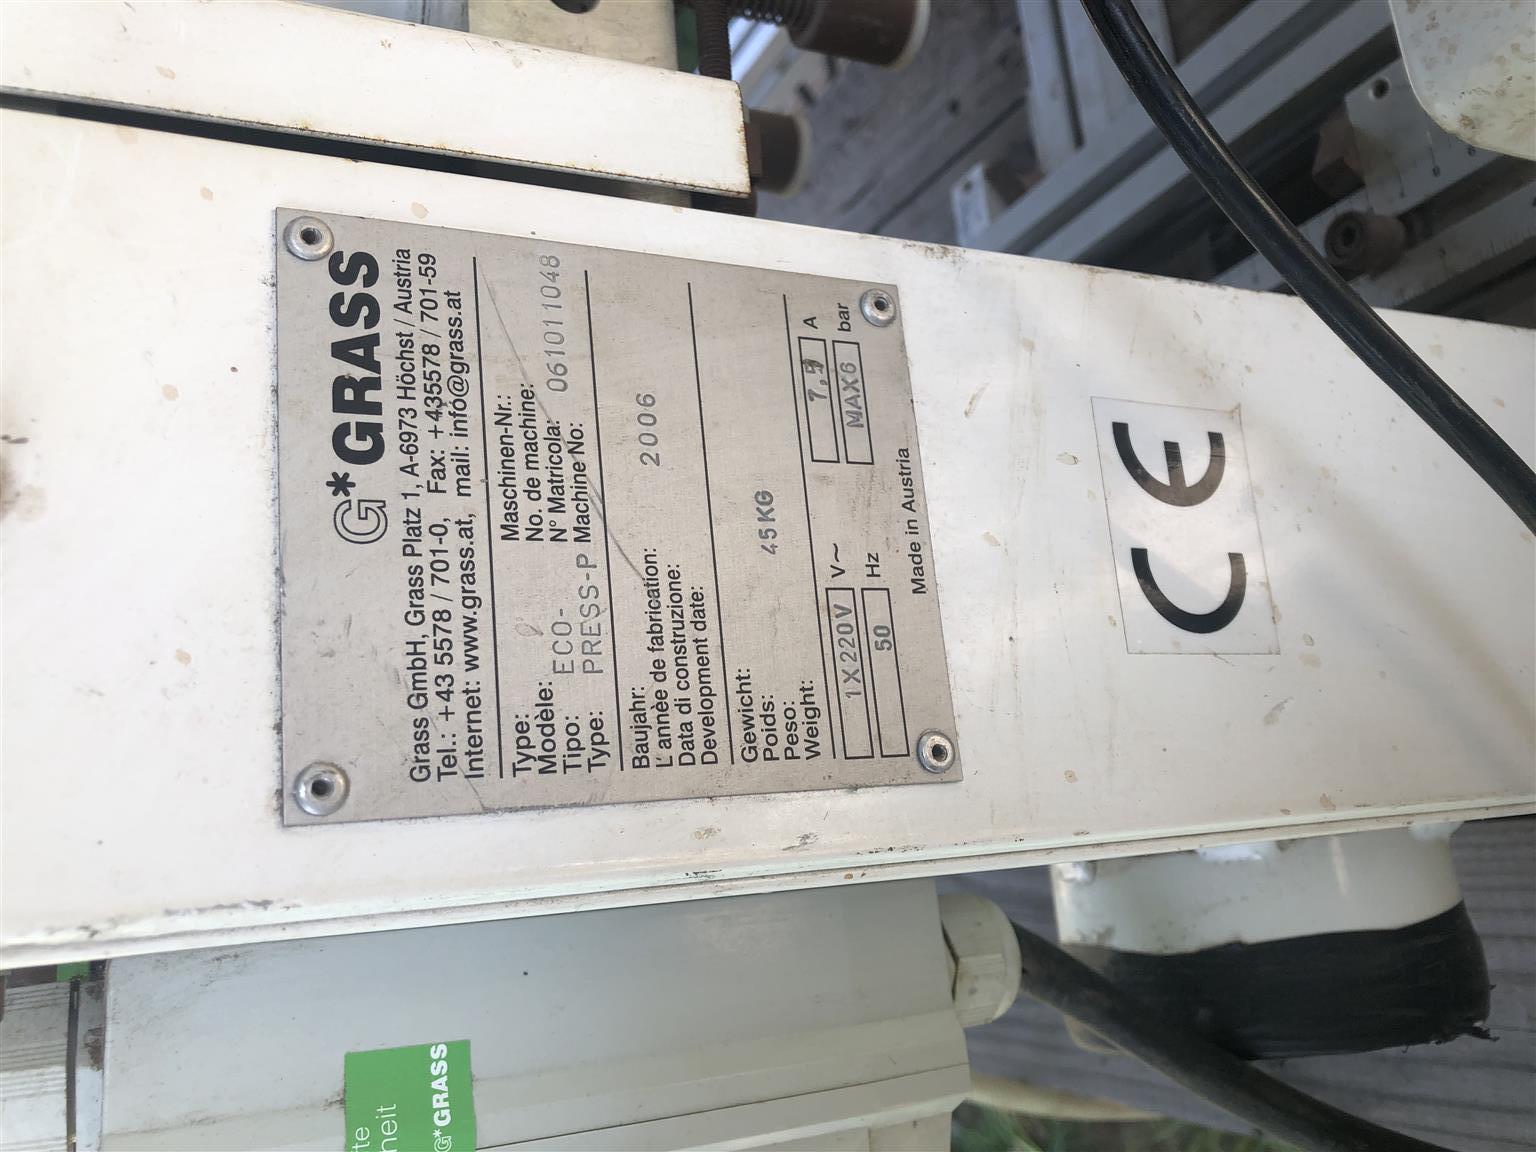 G*GRASS
Grass GmbH, Grass Platz 1, A-6973 Höchst / Austria
Tel.: +43 5578 / 701-0, Fax: +435578 / 701-59
Internet: www.grass.at, mail: info@grass.at
Type:
Modèle:
Tipo:
Type:
ECO-
PRESS-P
Maschinen-Nr.:
No. de machine:
N° Matricola:
Machine No:
061011048
Baujahr:
L' annèe de fabrication:
Data di construzione:
Development date:
2006
Gewicht:
Poids:
Peso:
Weight:
45KG
1X220V V~
7,5 A
50 Hz
MAX6 bar
Made in Austria
CE
G*GRASS